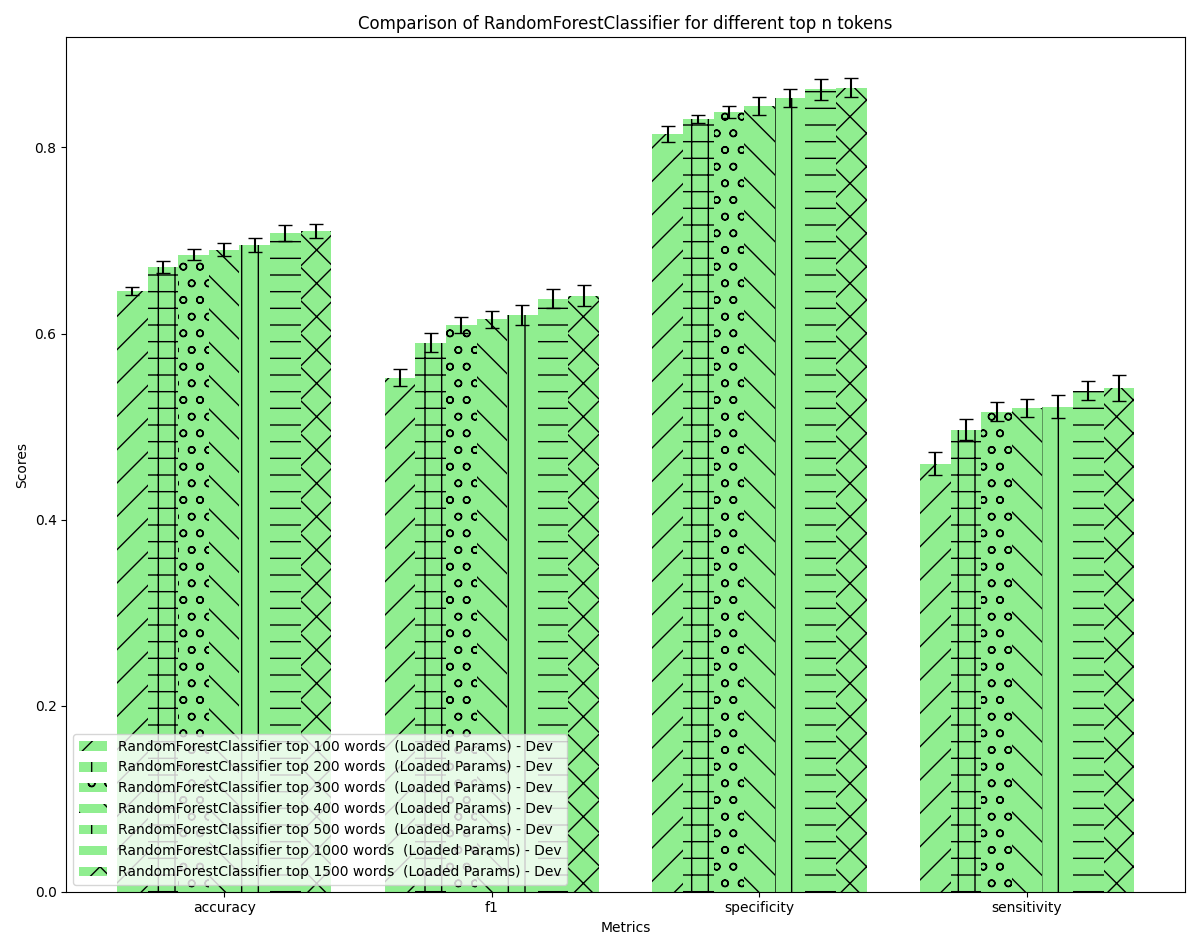 Comparison of RandomForestClassifier for different top n tokens
Scores
0.8
0.6
0.4
0.2
0.0
RandomForestClassifier top 100 words  (Loaded Params) - Dev
RandomForestClassifier top 200 words  (Loaded Params) - Dev
RandomForestClassifier top 300 words  (Loaded Params) - Dev
RandomForestClassifier top 400 words  (Loaded Params) - Dev
RandomForestClassifier top 500 words  (Loaded Params) - Dev
RandomForestClassifier top 1000 words  (Loaded Params) - Dev
RandomForestClassifier top 1500 words  (Loaded Params) - Dev
accuracy f1 specificity sensitivity
Metrics